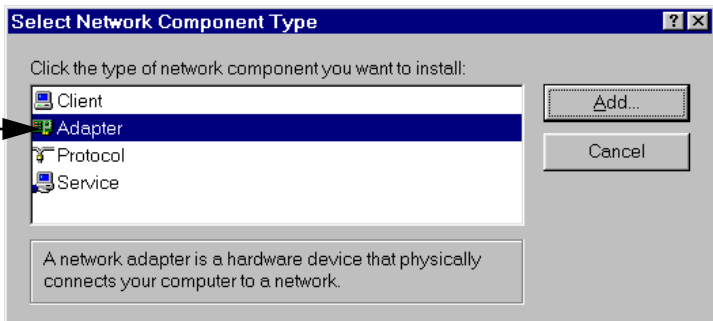 Select Network Component Type
Click the type of network component you want to install:
Client
Adapter
Protocol
Service
Add...
Cancel
A network adapter is a hardware device that physically
connects your computer to a network.